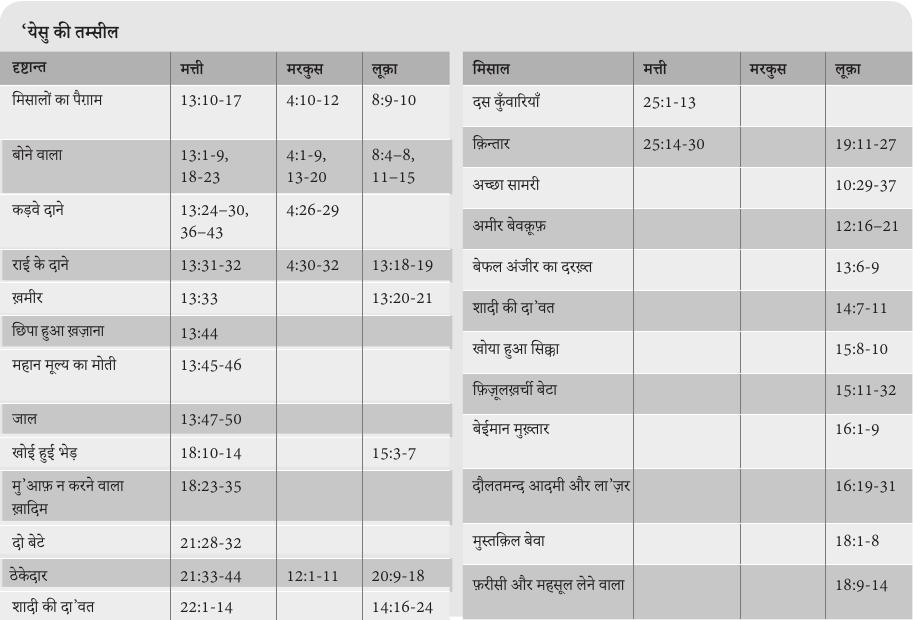 ‘येसु की तम्सील
दृष्टान्त मत्ती मरकुस लूक़ा
मिसालों का पैग़ाम 13:10-17 4:10-12 8:9-10
बोने वाला 13:1-9, 4:1-9, 8:4–8,
18-23 13-20 11–15
कड़वे दाने 13:24–30, 4:26-29
36–43
राई के दाने 13:31-32 4:30-32 13:18-19
ख़मीर 13:33 13:20-21
छिपा हुआ ख़ज़ाना 13:44
महान मूल्य का मोती 13:45-46
जाल 13:47-50
खोई हुई भेड़ 18:10-14 15:3-7
मु’आफ़ न करने वाला 18:23-35
ख़ादिम
दो बेटे 21:28-32
ठेकेदार 21:33-44 12:1-11 20:9-18
शादी की दा’वत 22:1-14 14:16-24
मिसाल मत्ती मरकुस लूक़ा
दस कुँवारियाँ 25:1-13
क़िन्तार 25:14-30 19:11-27
अच्छा सामरी 10:29-37
अमीर बेवक़ूफ़ 12:16–21
बेफल अंजीर का दरख़्त 13:6-9
शादी की दा’वत 14:7-11
खोया हुआ सिक्का 15:8-10
फ़िज़ूलख़र्ची बेटा 15:11-32
बेईमान मुख़्तार 16:1-9
दौलतमन्द आदमी और ला’ज़र 16:19-31
मुस्तक़िल बेवा 18:1-8
फ़रीसी और महसूल लेने वाला 18:9-14